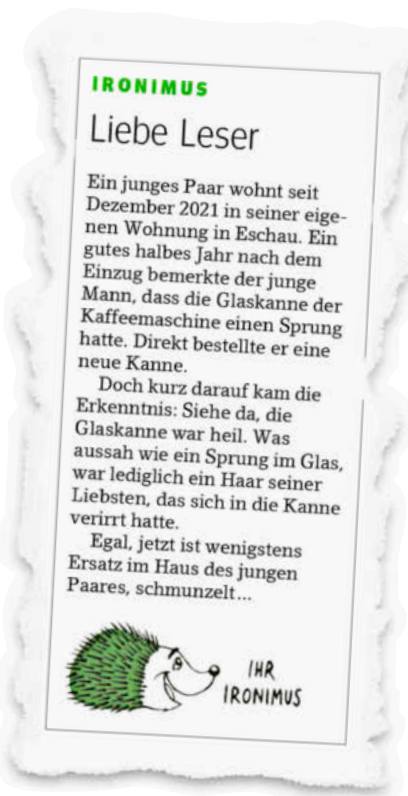 IRONIMUS
Liebe Leser
Ein junges Paar wohnt seit
Dezember 2021 in seiner eige-
nen Wohnung in Eschau. Ein
gutes halbes Jahr nach dem
Einzug bemerkte der junge
Mann, dass die Glaskanne der
Kaffeemaschine einen Sprung
hatte. Direkt bestellte er eine
neue Kanne.
Doch kurz darauf kam die
Erkenntnis: Siehe da, die
Glaskanne war heil. Was
aussah wie ein Sprung im Glas,
war lediglich ein Haar seiner
Liebsten, das sich in die Kanne
verirrt hatte.
Egal, jetzt ist wenigstens
Ersatz im Haus des jungen
Paares, schmunzelt...
IHR
IRONIMUS